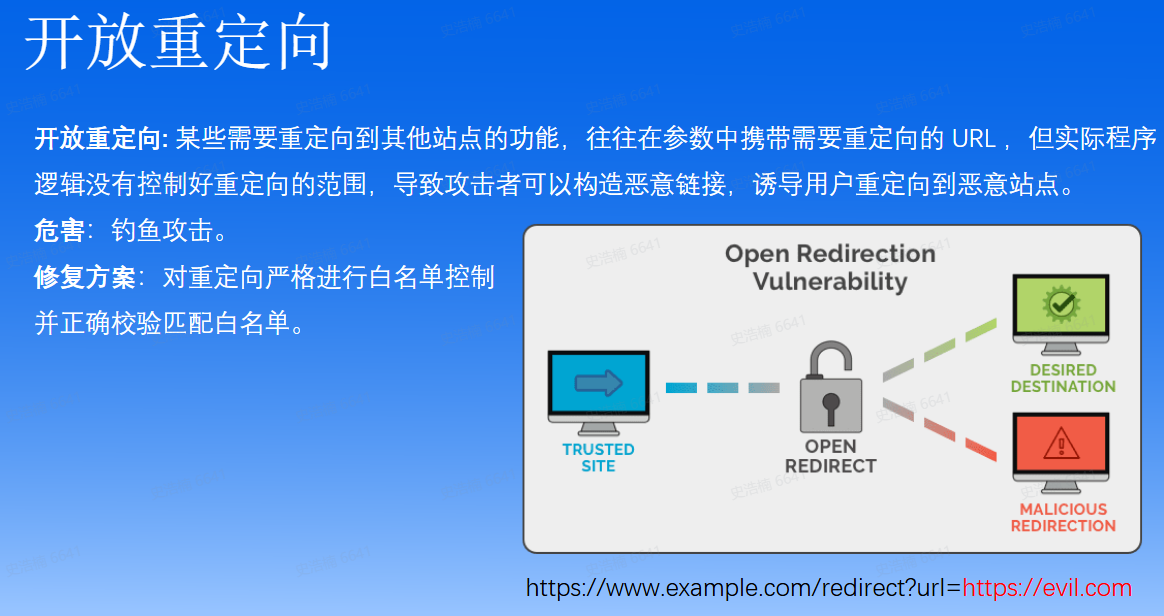 开放重定向
开放重定向: 某些需要重定向到其他站点的功能，往往在参数中携带需要重定向的 URL ，但实际程序
逻辑没有控制好重定向的范围，导致攻击者可以构造恶意链接，诱导用户重定向到恶意站点。
危害：钓鱼攻击。
修复方案：对重定向严格进行白名单控制
并正确校验匹配白名单。
Open Redirection
Vulnerability
TRUSTED
SITE
OPEN
REDIRECT
DESIRED
DESTINATION
MALICIOUS
REDIRECTION
https://www.example.com/redirect?url=https://evil.com
史浩楠 6641